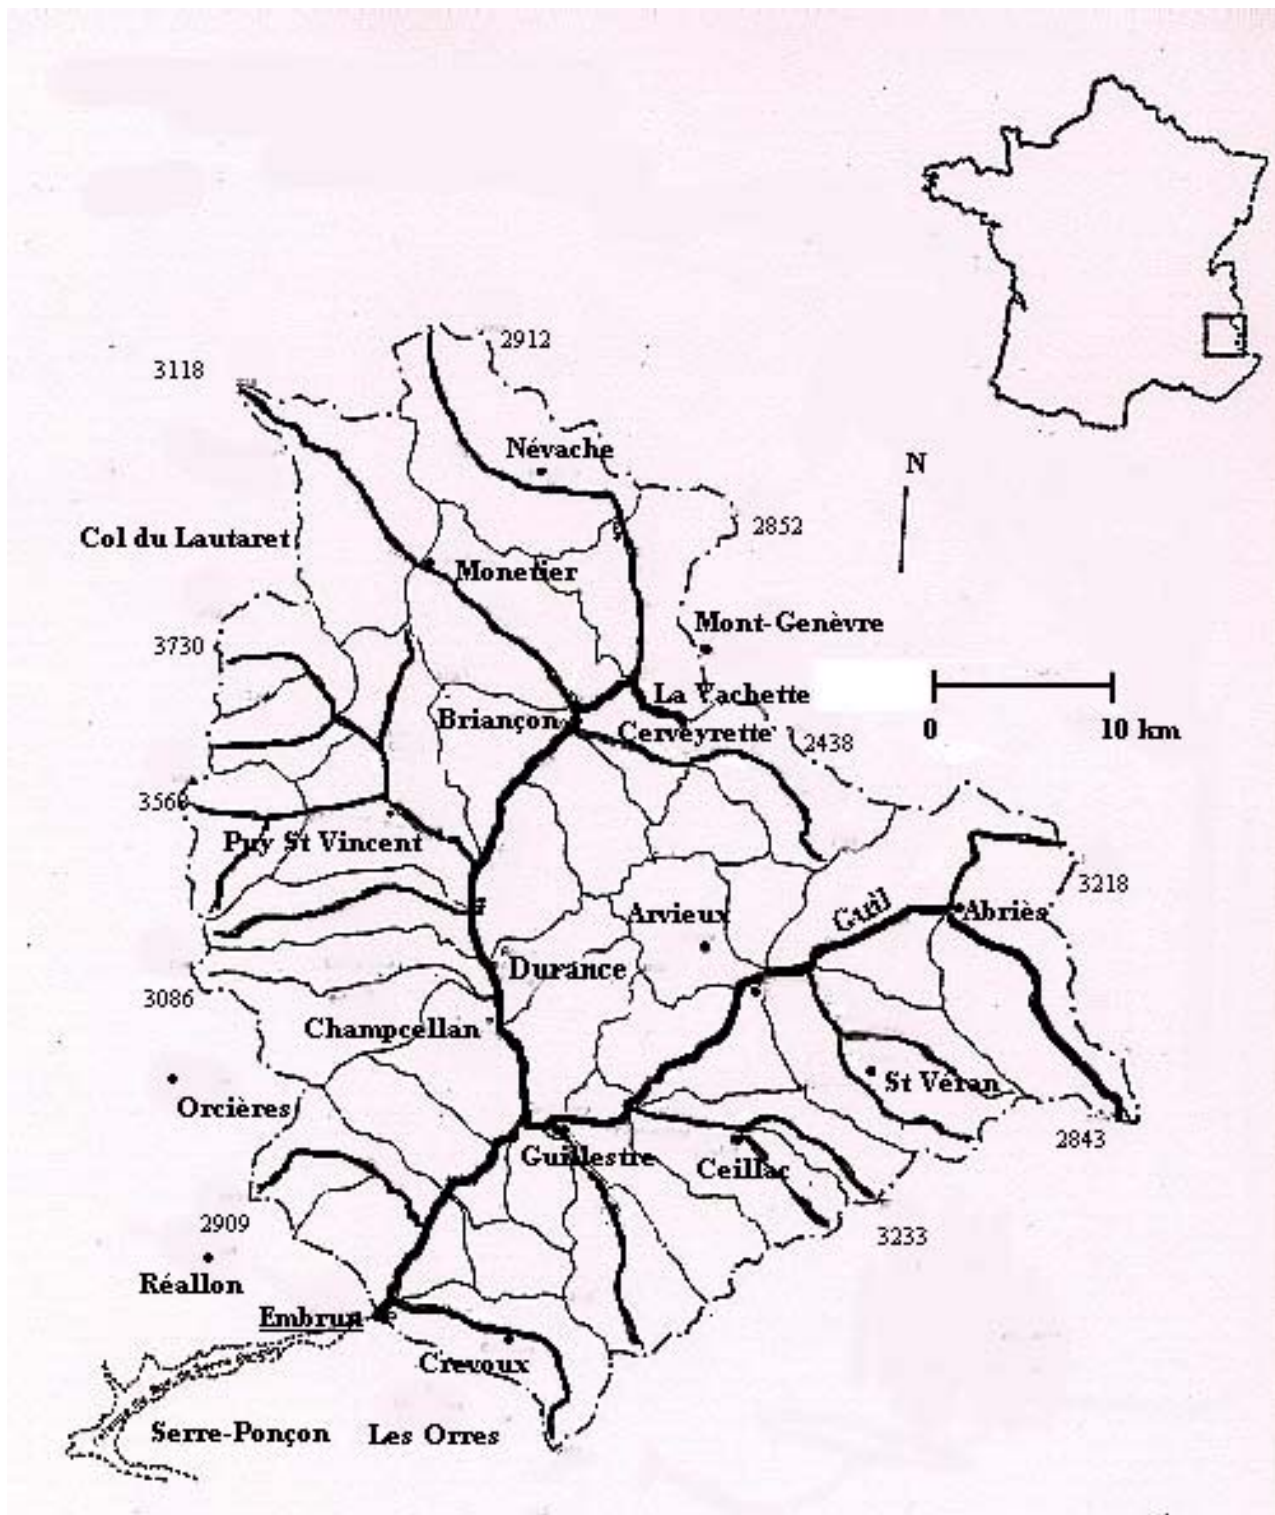 2912
3118
Névache
N
Col du Lautaret
2852
Monetier
Mont-Genèvre
3730
La Vachette
Briançon
Cerveyrette
0 10 km
2438
Puy St Vincent
3218
Guil
Arvieux
Abriès
Durance
3086
Champcellan
St Véran
Orcières
2843
Guillestre
Ceillac
2909
3233
Réallon
Embrun
Crevoux
Serre-Ponçon
Les Orres